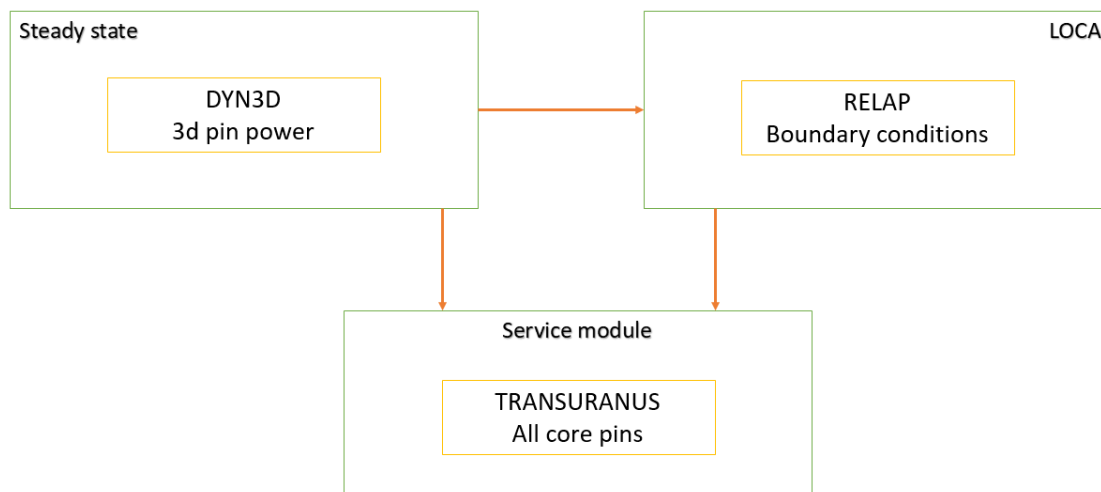 Steady state
DYN3D
3d pin power
LOCA
RELAP
Boundary conditions
Service module
TRANSURANUS
All core pins